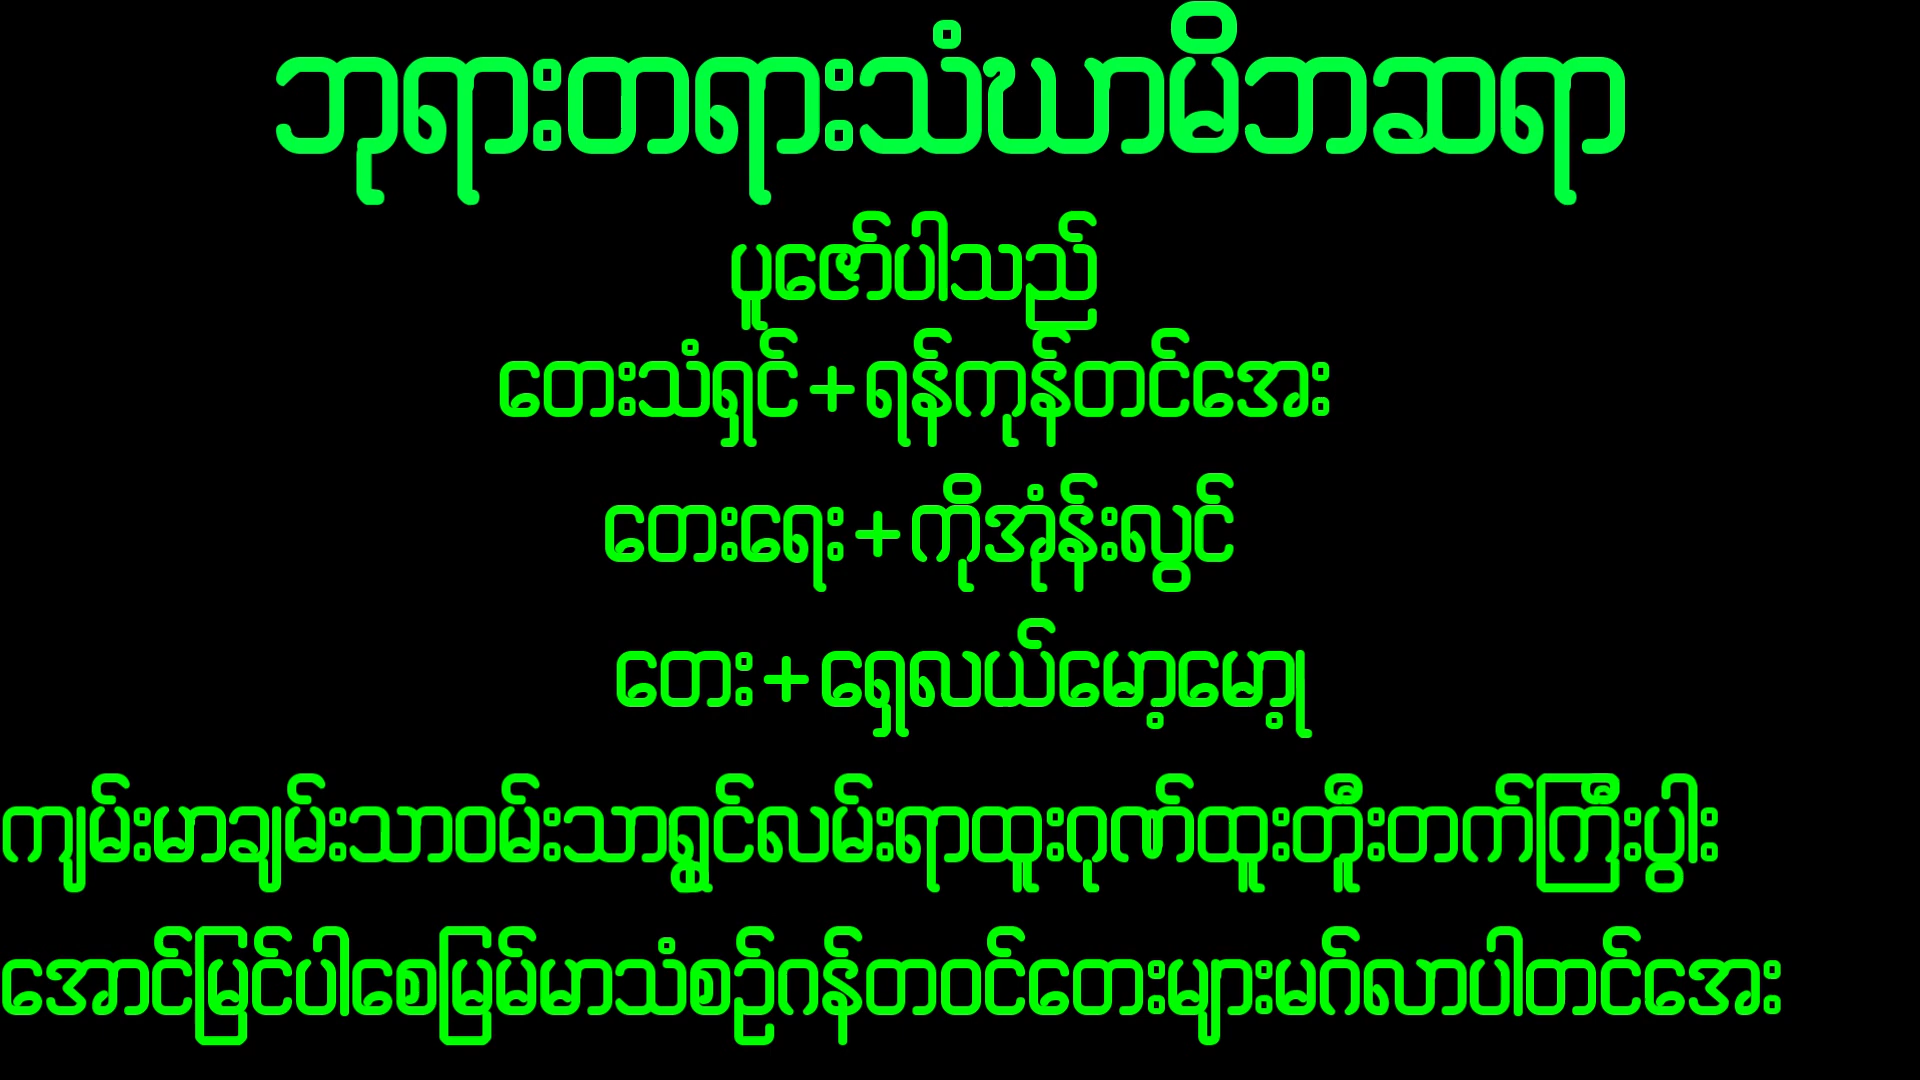 ဘုရားတရားသံဃာမိဘဆရာ
ပူဇော်ပါသည်
တေးသံရှင်+ရန်ကုန်တင်အေး
တေးရေး+ကိုအုံန်းလွင်
တေး+ရှေလယ်မော့မော့ု
ကျမ်းမာချမ်းသာဝမ်းသာရွှင်လမ်းရာထူးဂုဏ်ထူးတီူးတက်ကြီးပွါး
အောင်မြင်ပါစေမြမ်မာသံစဉ်ဂန်တဝင်တေးများမင်္ဂလာပါတင်အေး